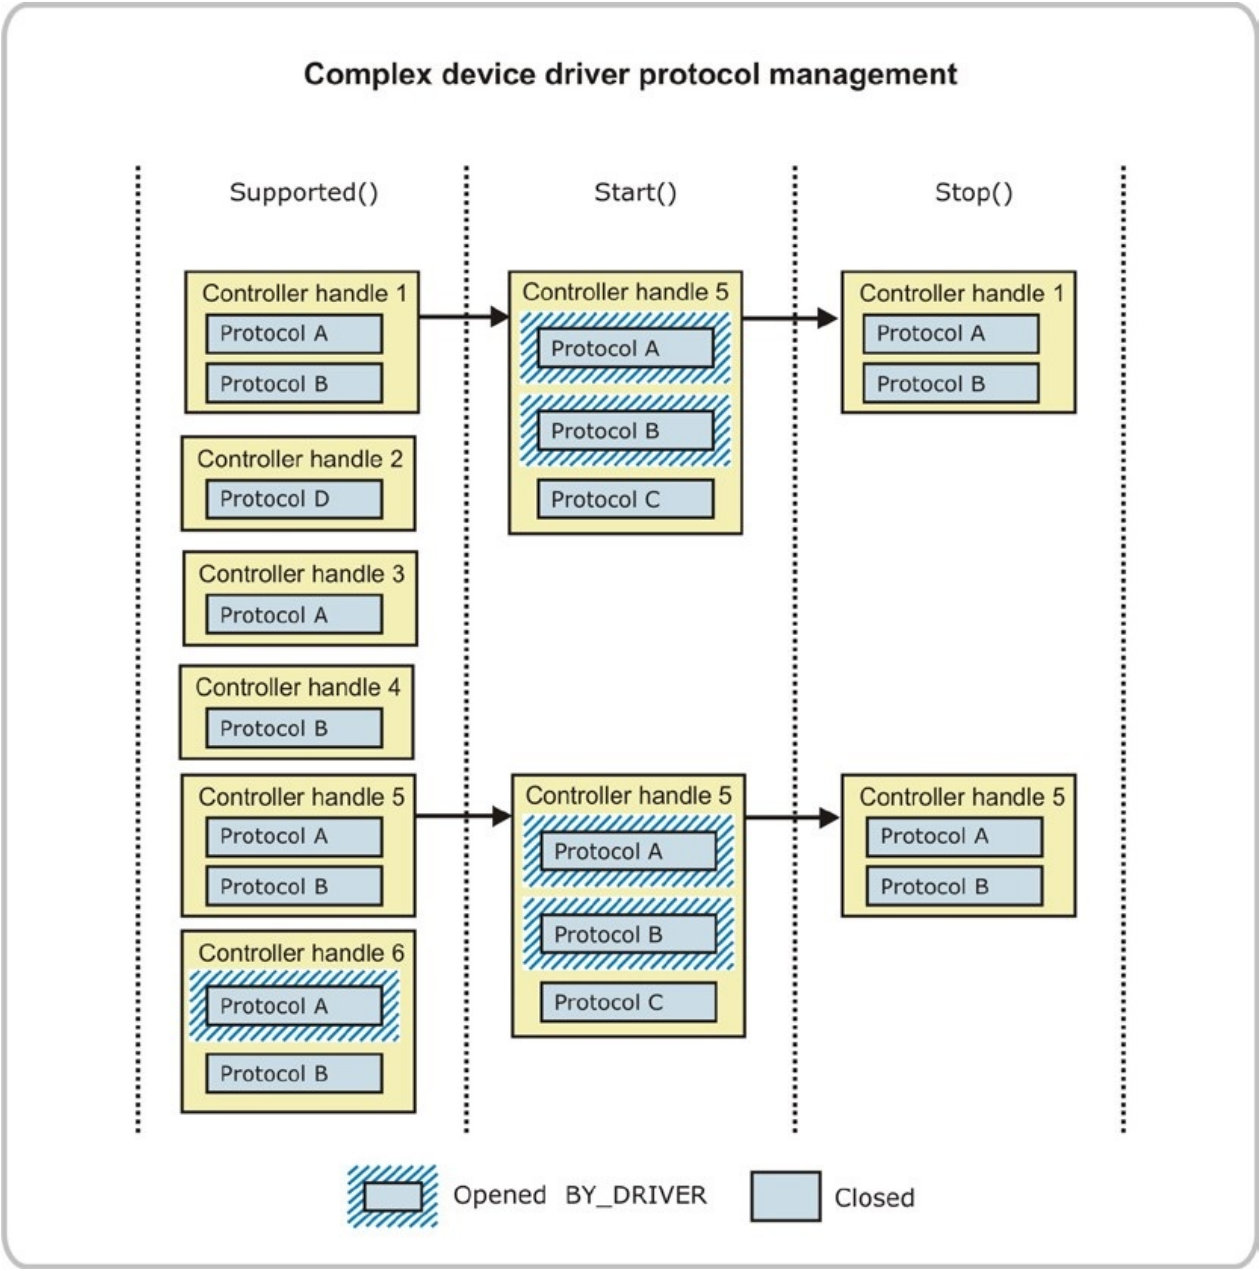 Complex device driver protocol management
Supported()
Start()
Stop()
Controller handle 1
Protocol A
Protocol B
Controller handle 2
Protocol D
Controller handle 3
Protocol A
Controller handle 4
Protocol B
Controller handle 5
Protocol A
Protocol B
Controller handle 6
Protocol A
Protocol B
Controller handle 5
Protocol A
Protocol B
Protocol C
Controller handle 5
Protocol A
Protocol B
Protocol C
Controller handle 1
Protocol A
Protocol B
Controller handle 5
Protocol A
Protocol B
Opened BY_DRIVER
Closed